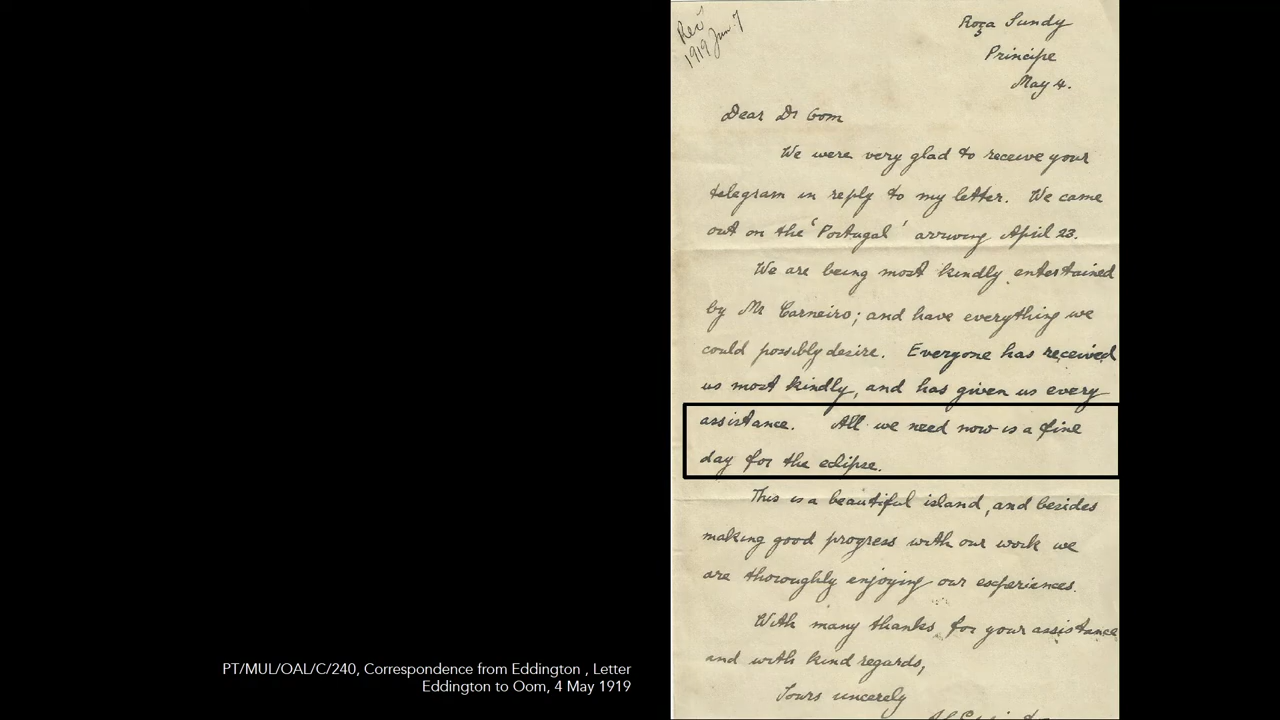 Rec'd
1919 Jun. 7
Roça Sundy
Principe
May 4.
Dear Dr Oom
We were very glad to receive your
telegram in reply to my letter. We came
out on the 'Portugal' arriving April 23.
We are being most kindly entertained
by Mr Carneiro; and have everything we
could possibly desire. Everyone has received
us most kindly, and has given us every
assistance. All we need now is a fine
day for the eclipse.
This is a beautiful island, and besides
making good progress with our work we
are thoroughly enjoying our experiences.
With many thanks for your assistance
and with kind regards,
Yours sincerely
PT/MUL/OAL/C/240, Correspondence from Eddington , Letter
Eddington to Oom, 4 May 1919